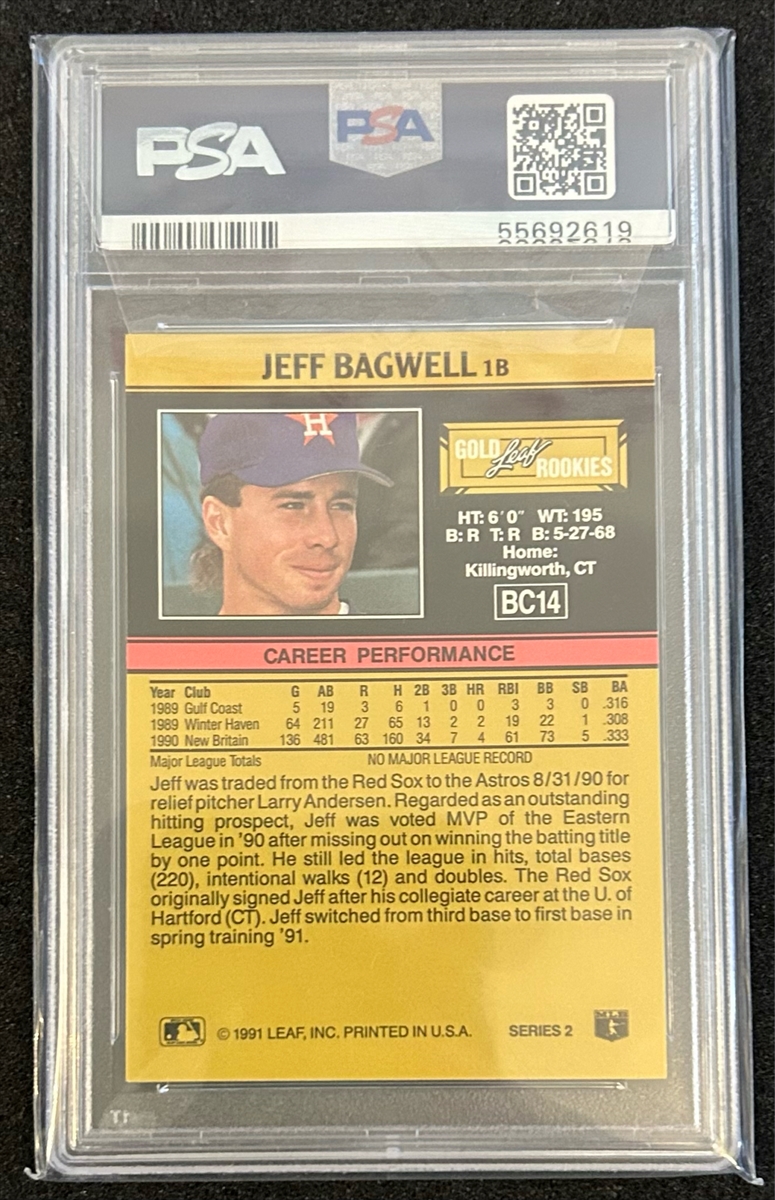 PSA
PSA
55692619
JEFF BAGWELL 1B
H
GOLD Leaf ROOKIES
HT: 6'0" WT: 195
B: R T: R B: 5-27-68
Home:
Killingworth, CT
BC14
CAREER PERFORMANCE
Year Club G AB R H 2B 3B HR RBI BB SB BA
1989 Gulf Coast 5 19 3 6 1 0 0 3 3 0 .316
1989 Winter Haven 64 211 27 65 13 2 2 19 22 1 .308
1990 New Britain 136 481 63 160 34 7 4 61 73 5 .333
Major League Totals NO MAJOR LEAGUE RECORD
Jeff was traded from the Red Sox to the Astros 8/31/90 for
relief pitcher Larry Andersen. Regarded as an outstanding
hitting prospect, Jeff was voted MVP of the Eastern
League in '90 after missing out on winning the batting title
by one point. He still led the league in hits, total bases
(220), intentional walks (12) and doubles. The Red Sox
originally signed Jeff after his collegiate career at the U. of
Hartford (CT). Jeff switched from third base to first base in
spring training '91.
© 1991 LEAF, INC. PRINTED IN U.S.A. SERIES 2